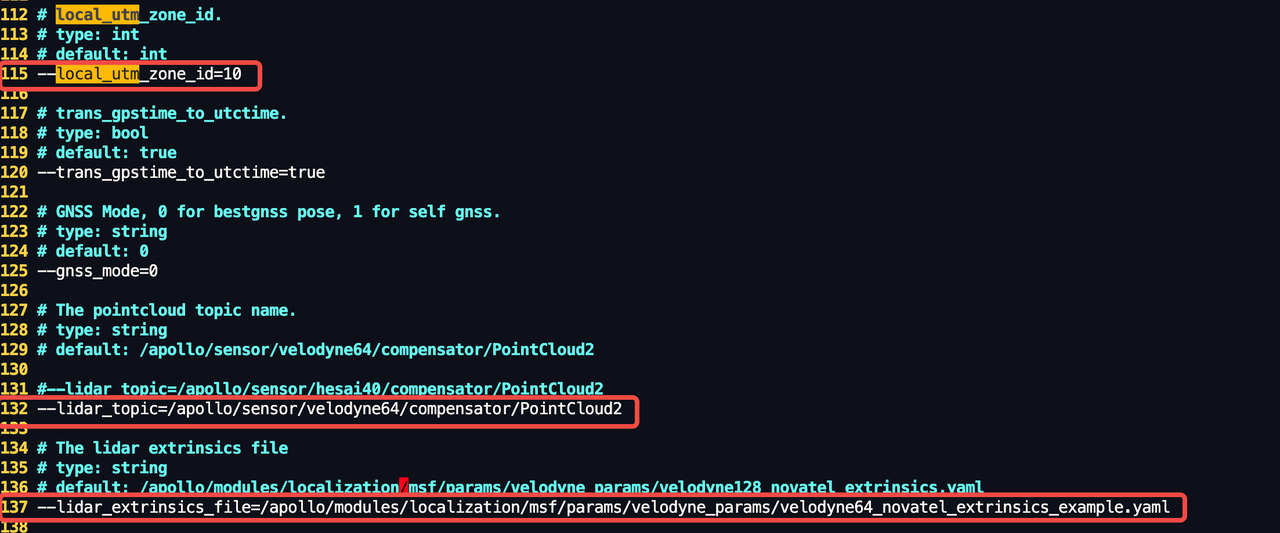 112 # local_utm_zone_id.
113 # type: int
114 # default: int
115 --local_utm_zone_id=10
116
117 # trans_gpstime_to_utctime.
118 # type: bool
119 # default: true
120 --trans_gpstime_to_utctime=true
121
122 # GNSS Mode, 0 for bestgnss pose, 1 for self gnss.
123 # type: string
124 # default: 0
125 --gnss_mode=0
126
127 # The pointcloud topic name.
128 # type: string
129 # default: /apollo/sensor/velodyne64/compensator/PointCloud2
130
131 #--lidar_topic=/apollo/sensor/hesai40/compensator/PointCloud2
132 --lidar_topic=/apollo/sensor/velodyne64/compensator/PointCloud2
133
134 # The lidar extrinsics file
135 # type: string
136 # default: /apollo/modules/localization/msf/params/velodyne_params/velodyne128_novatel_extrinsics.yaml
137 --lidar_extrinsics_file=/apollo/modules/localization/msf/params/velodyne_params/velodyne64_novatel_extrinsics_example.yaml
138